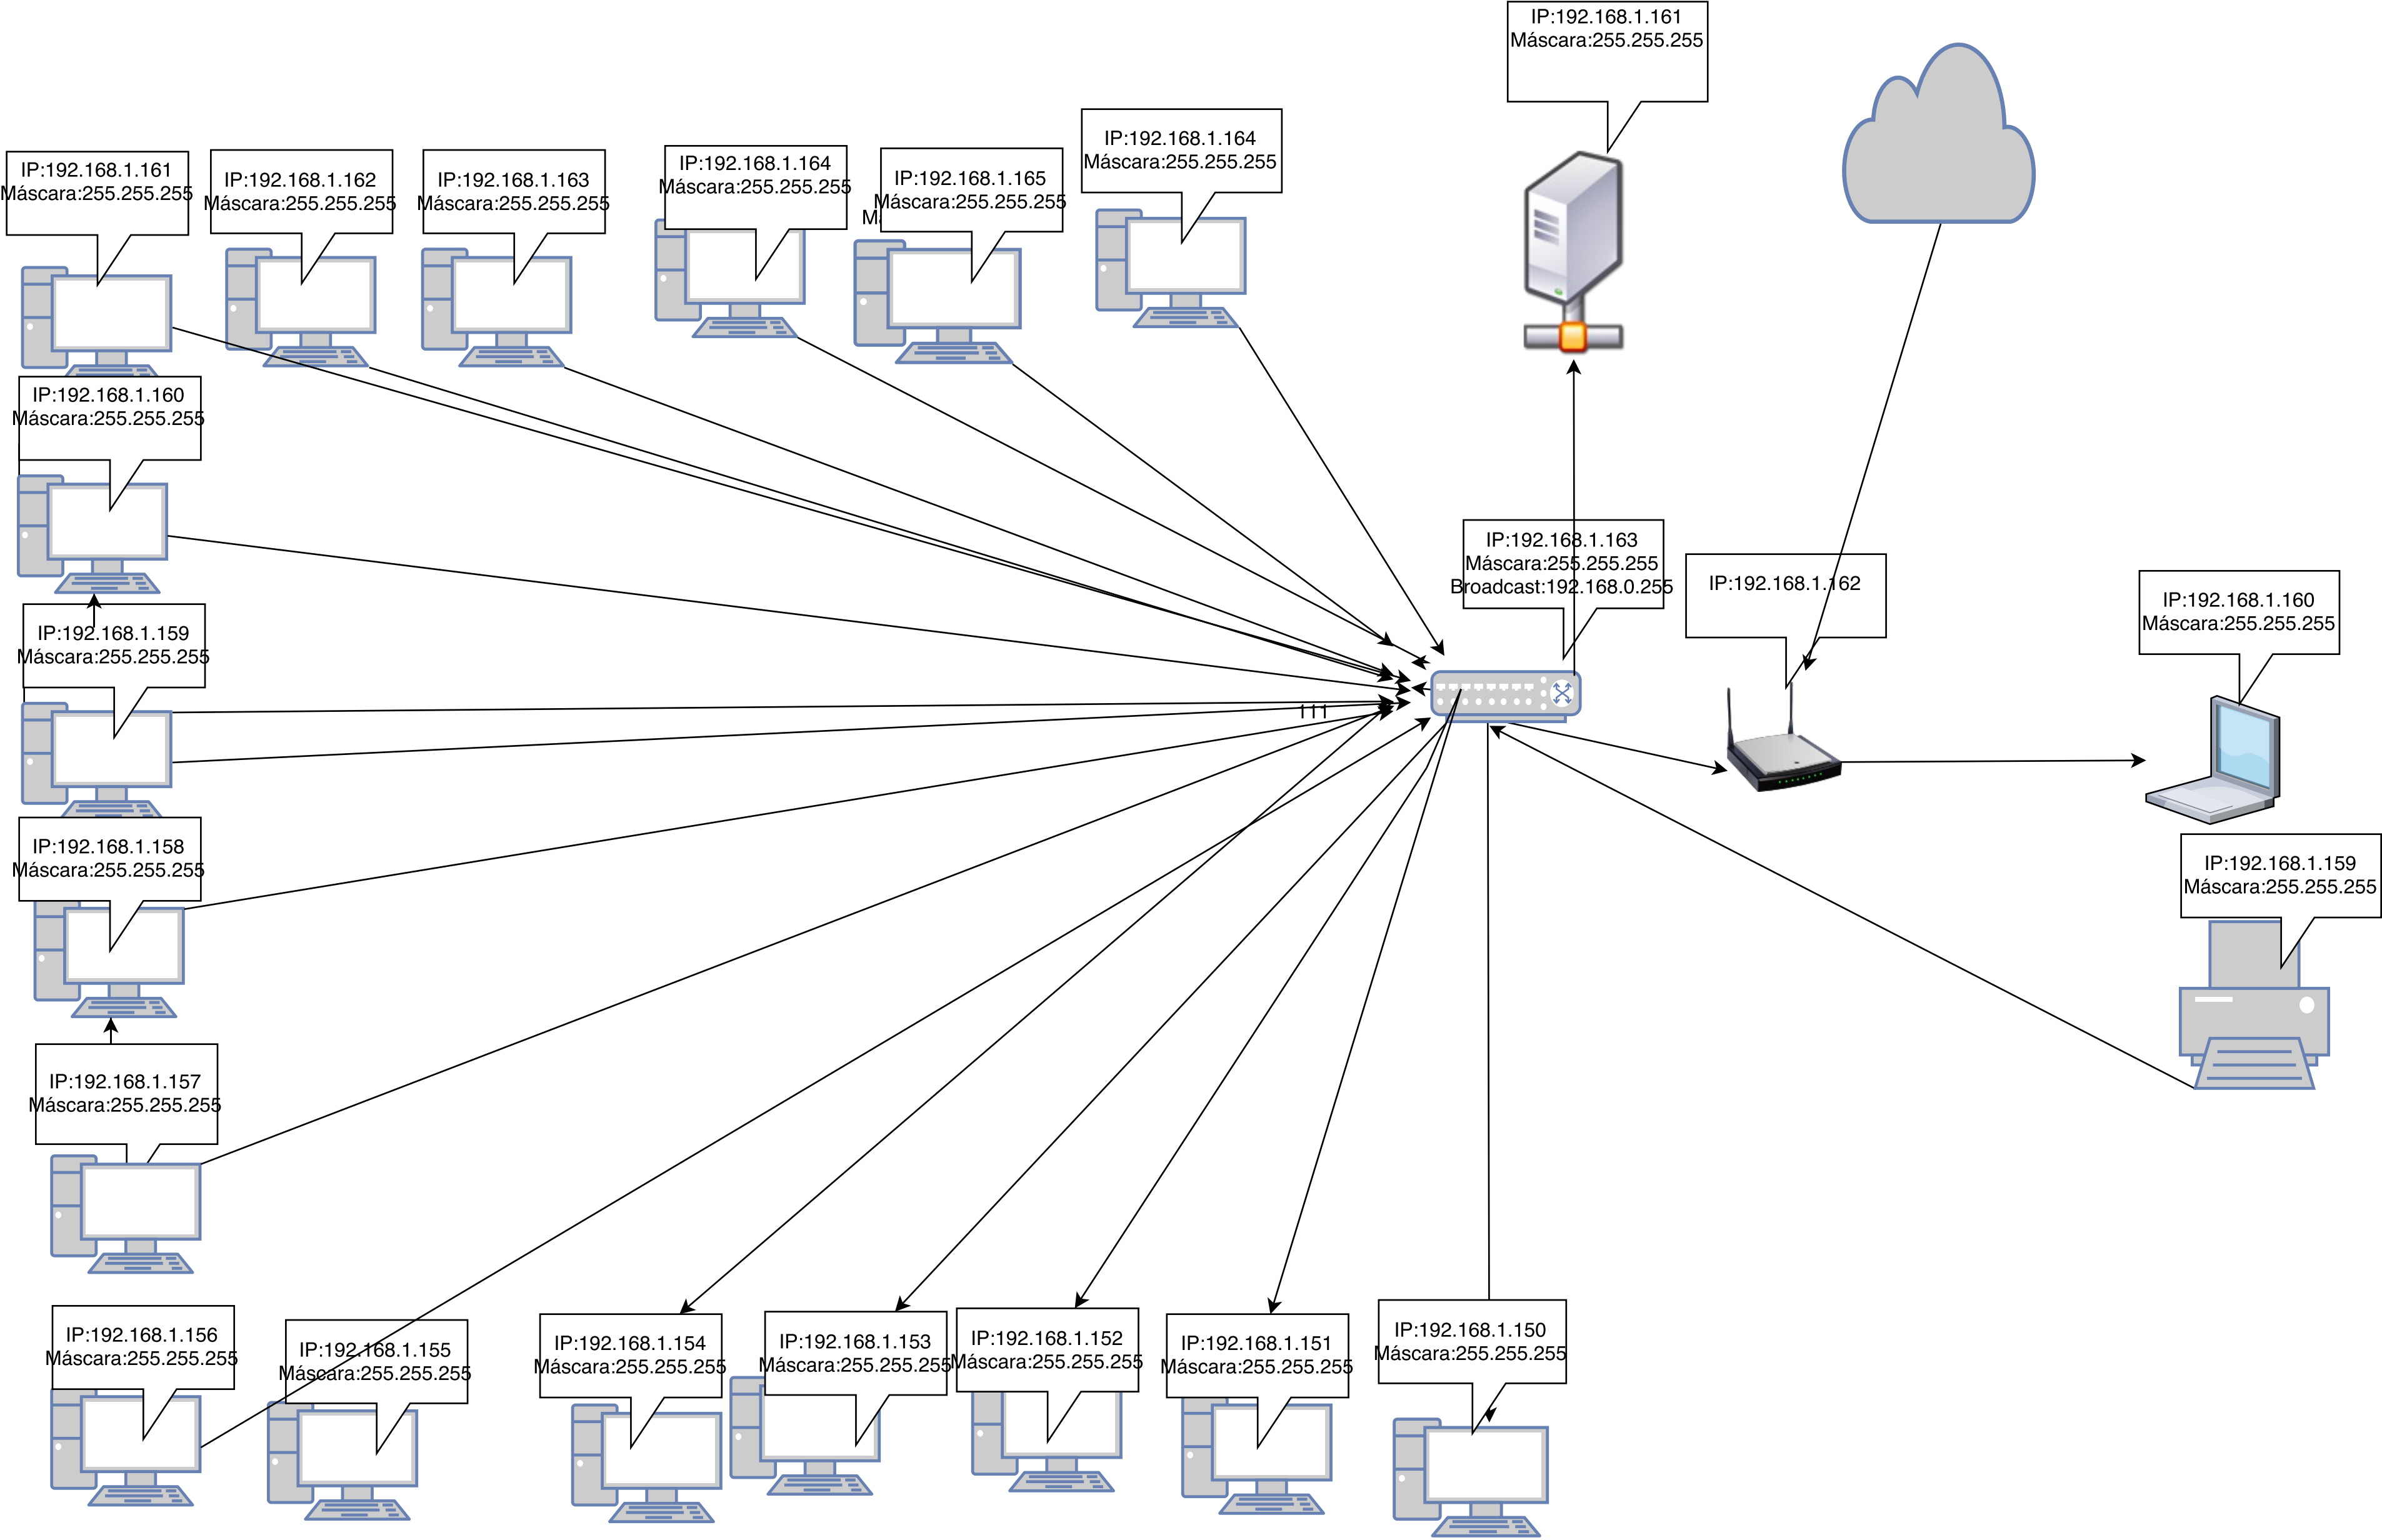 IP:192.168.1.161
Máscara:255.255.255
IP:192.168.1.164
Máscara:255.255.255
IP:192.168.1.161
Máscara:255.255.255
IP:192.168.1.162
Máscara:255.255.255
IP:192.168.1.163
Máscara:255.255.255
IP:192.168.1.164
Máscara:255.255.255
IP:192.168.1.165
Máscara:255.255.255
IP:192.168.1.160
Máscara:255.255.255
IP:192.168.1.163
Máscara:255.255.255
Broadcast:192.168.0.255
IP:192.168.1.162
IP:192.168.1.160
Máscara:255.255.255
IP:192.168.1.159
Máscara:255.255.255
IP:192.168.1.158
Máscara:255.255.255
IP:192.168.1.159
Máscara:255.255.255
IP:192.168.1.157
Máscara:255.255.255
IP:192.168.1.156
Máscara:255.255.255
IP:192.168.1.155
Máscara:255.255.255
IP:192.168.1.154
Máscara:255.255.255
IP:192.168.1.153
Máscara:255.255.255
IP:192.168.1.152
Máscara:255.255.255
IP:192.168.1.151
Máscara:255.255.255
IP:192.168.1.150
Máscara:255.255.255